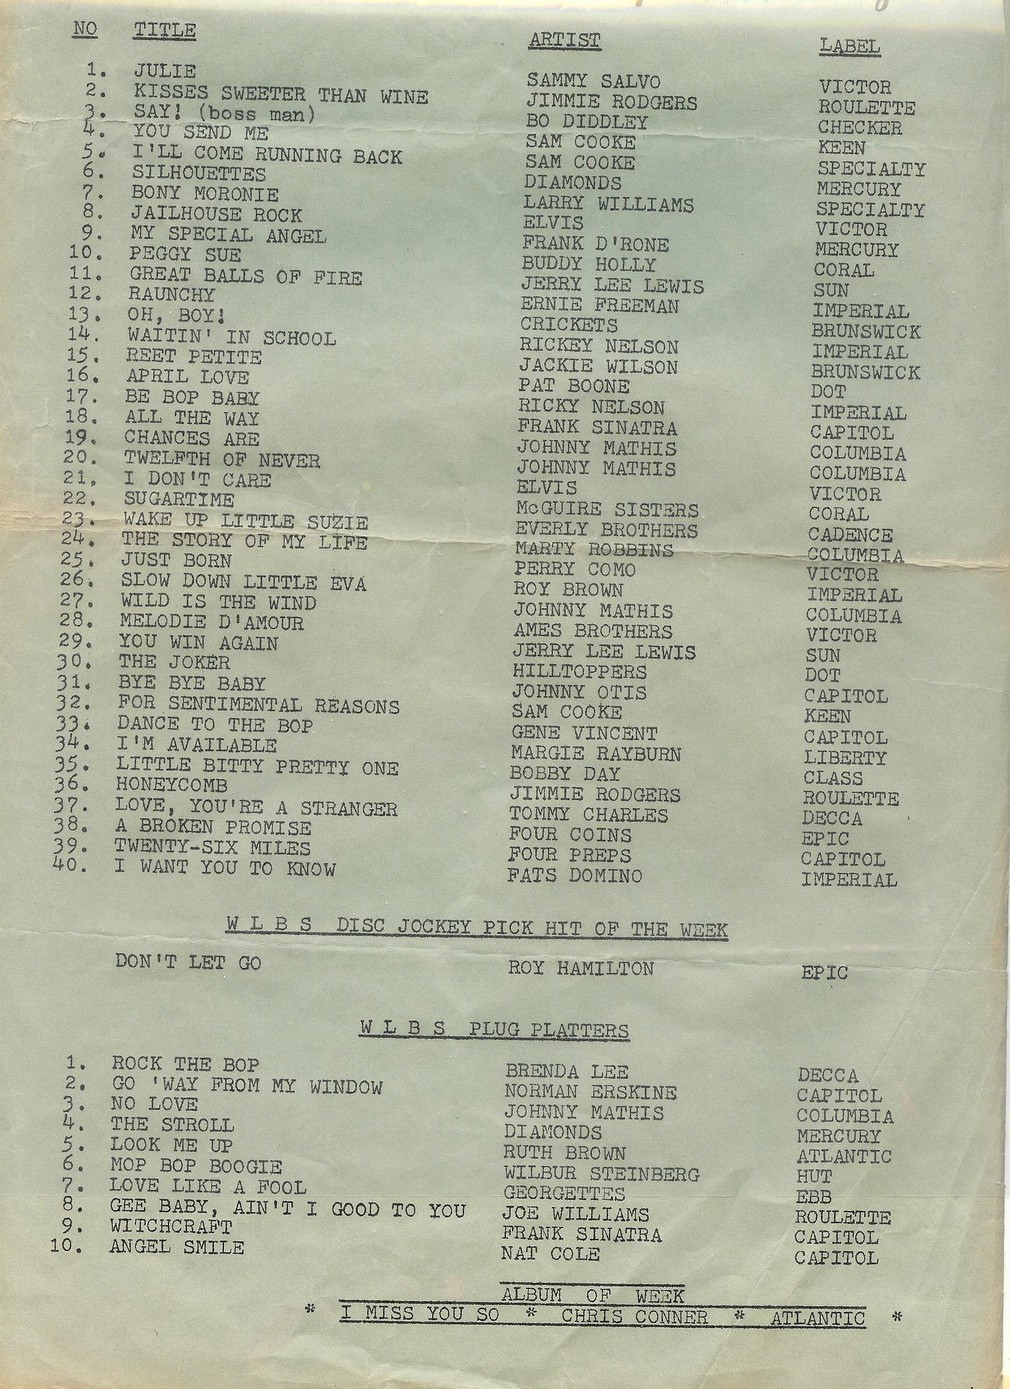 NO TITLE ARTIST LABEL
1. JULIE SAMMY SALVO VICTOR
2. KISSES SWEETER THAN WINE JIMMIE RODGERS ROULETTE
3. SAY! (boss man) BO DIDDLEY CHECKER
4. YOU SEND ME SAM COOKE KEEN
5. I'LL COME RUNNING BACK SAM COOKE SPECIALTY
6. SILHOUETTES DIAMONDS MERCURY
7. BONY MORONIE LARRY WILLIAMS SPECIALTY
8. JAILHOUSE ROCK ELVIS VICTOR
9. MY SPECIAL ANGEL FRANK D'RONE MERCURY
10. PEGGY SUE BUDDY HOLLY CORAL
11. GREAT BALLS OF FIRE JERRY LEE LEWIS SUN
12. RAUNCHY ERNIE FREEMAN IMPERIAL
13. OH, BOY! CRICKETS BRUNSWICK
14. WAITIN' IN SCHOOL RICKEY NELSON IMPERIAL
15. REET PETITE JACKIE WILSON BRUNSWICK
16. APRIL LOVE PAT BOONE DOT
17. BE BOP BABY RICKY NELSON IMPERIAL
18. ALL THE WAY FRANK SINATRA CAPITOL
19. CHANCES ARE JOHNNY MATHIS COLUMBIA
20. TWELFTH OF NEVER JOHNNY MATHIS COLUMBIA
21. I DON'T CARE ELVIS VICTOR
22. SUGARTIME McGUIRE SISTERS CORAL
23. WAKE UP LITTLE SUZIE EVERLY BROTHERS CADENCE
24. THE STORY OF MY LIFE MARTY ROBBINS COLUMBIA
25. JUST BORN PERRY COMO VICTOR
26. SLOW DOWN LITTLE EVA ROY BROWN IMPERIAL
27. WILD IS THE WIND JOHNNY MATHIS COLUMBIA
28. MELODIE D'AMOUR AMES BROTHERS VICTOR
29. YOU WIN AGAIN JERRY LEE LEWIS SUN
30. THE JOKER HILLTOPPERS DOT
31. BYE BYE BABY JOHNNY OTIS CAPITOL
32. FOR SENTIMENTAL REASONS SAM COOKE KEEN
33. DANCE TO THE BOP GENE VINCENT CAPITOL
34. I'M AVAILABLE MARGIE RAYBURN LIBERTY
35. LITTLE BITTY PRETTY ONE BOBBY DAY CLASS
36. HONEYCOMB JIMMIE RODGERS ROULETTE
37. LOVE, YOU'RE A STRANGER TOMMY CHARLES DECCA
38. A BROKEN PROMISE FOUR COINS EPIC
39. TWENTY-SIX MILES FOUR PREPS CAPITOL
40. I WANT YOU TO KNOW FATS DOMINO IMPERIAL
W L B S DISC JOCKEY PICK HIT OF THE WEEK
DON'T LET GO ROY HAMILTON EPIC
W L B S PLUG PLATTERS
1. ROCK THE BOP BRENDA LEE DECCA
2. GO 'WAY FROM MY WINDOW NORMAN ERSKINE CAPITOL
3. NO LOVE JOHNNY MATHIS COLUMBIA
4. THE STROLL DIAMONDS MERCURY
5. LOOK ME UP RUTH BROWN ATLANTIC
6. MOP BOP BOOGIE WILBUR STEINBERG HUT
7. LOVE LIKE A FOOL GEORGETTES EBB
8. GEE BABY, AIN'T I GOOD TO YOU JOE WILLIAMS ROULETTE
9. WITCHCRAFT FRANK SINATRA CAPITOL
10. ANGEL SMILE NAT COLE CAPITOL
ALBUM OF WEEK
* I MISS YOU SO * CHRIS CONNER * ATLANTIC *